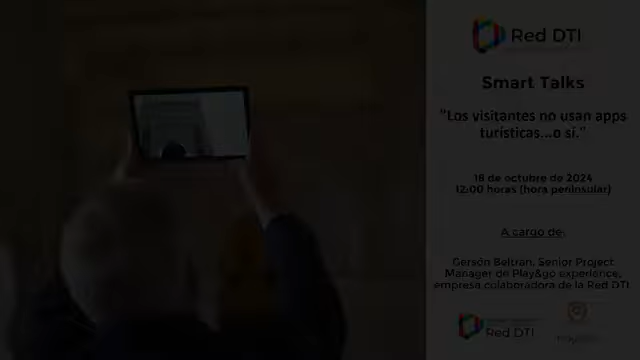 Red DTI
Smart Talks
"Los visitantes no usan apps
turísticas...o sí."
18 de octubre de 2024
12:00 horas (hora peninsular)
A cargo de:
Gersón Beltran, Senior Project
Manager de Play&go experience,
empresa colaboradora de la Red DTI
Red DTI